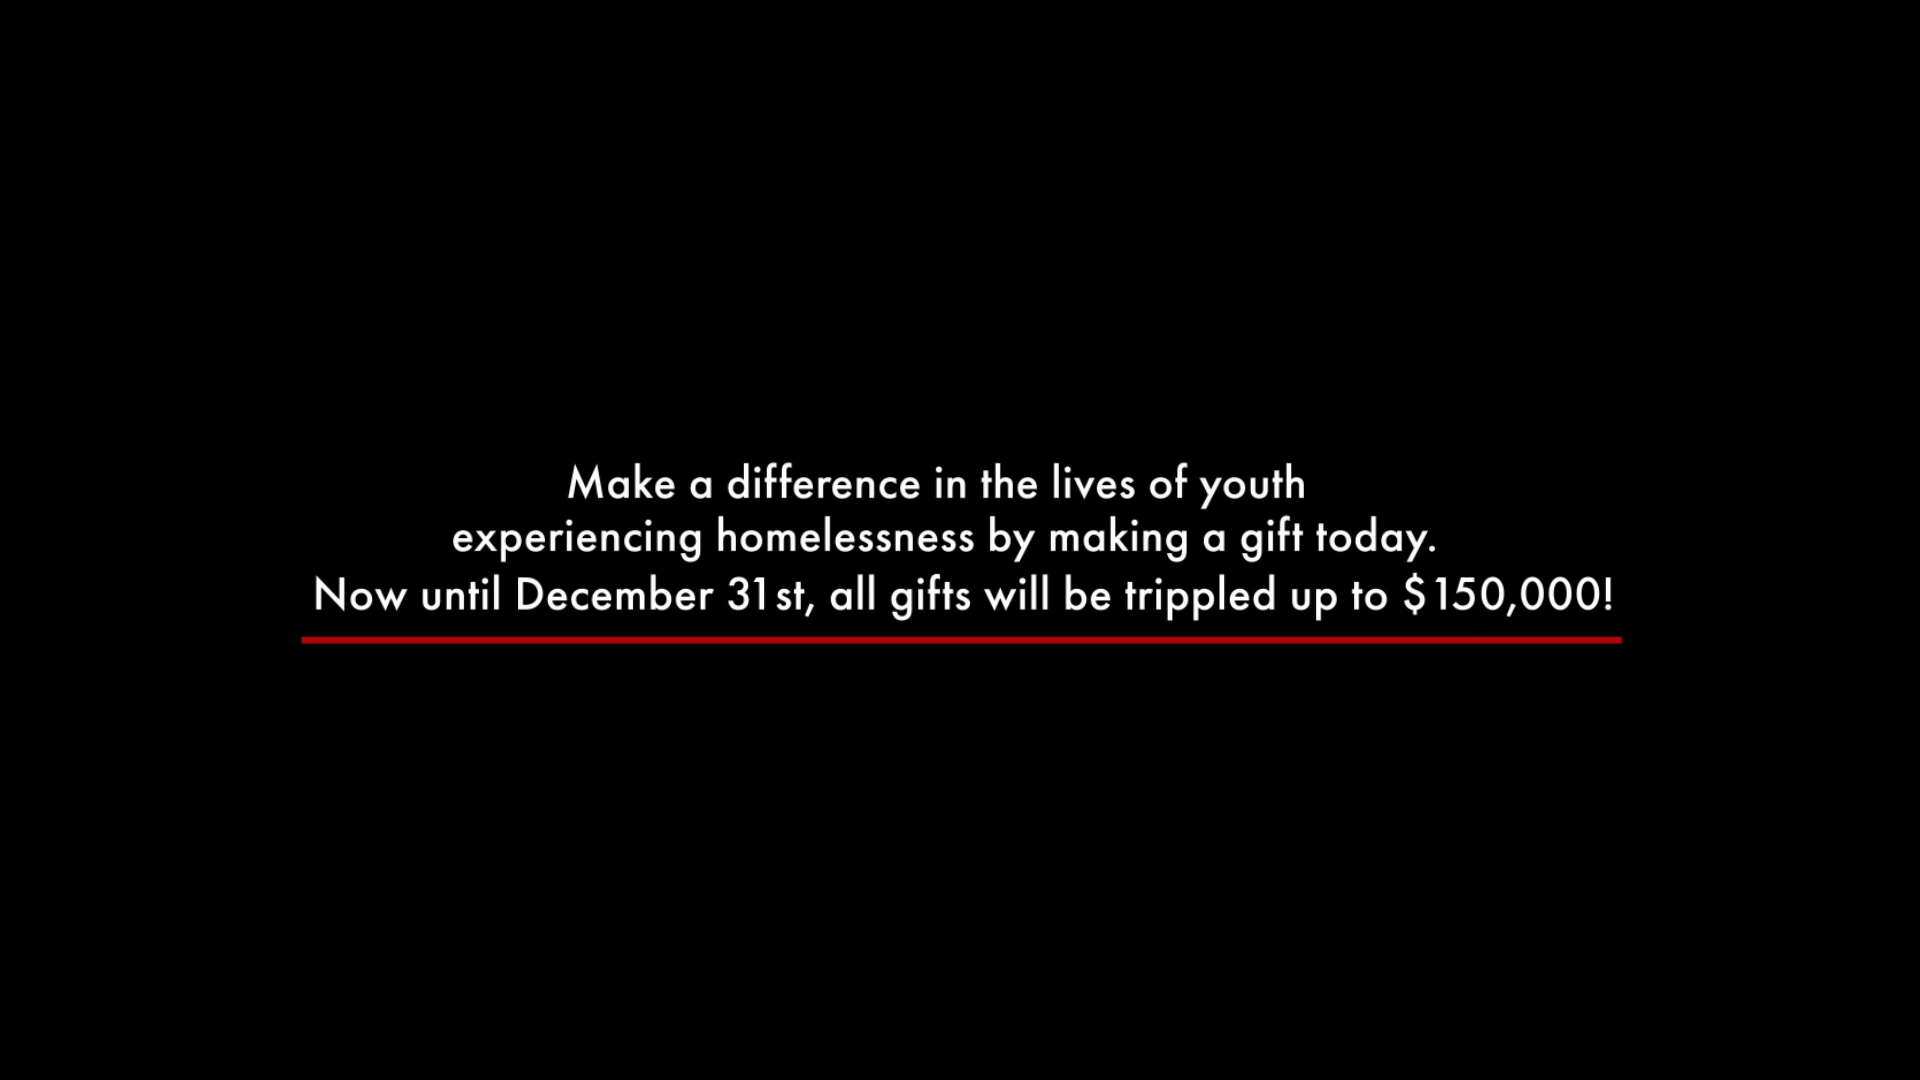 Make a difference in the lives of youth
experiencing homelessness by making a gift today.
Now until December 31st, all gifts will be trippled up to $150,000!